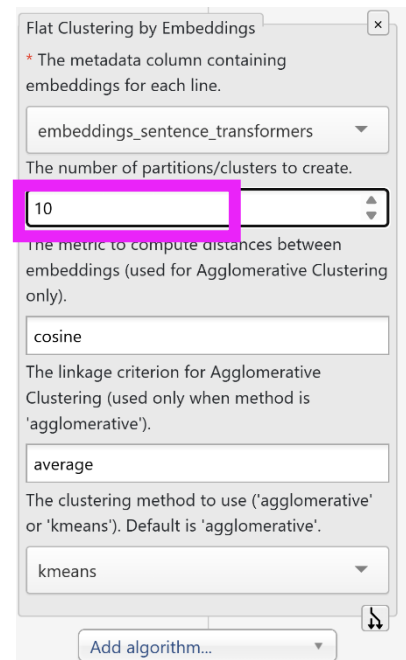 Flat Clustering by Embeddings
×
* The metadata column containing
embeddings for each line.
embeddings_sentence_transformers
The number of partitions/clusters to create.
10
The metric to compute distances between
embeddings (used for Agglomerative Clustering
only).
cosine
The linkage criterion for Agglomerative
Clustering (used only when method is
'agglomerative').
average
The clustering method to use ('agglomerative'
or 'kmeans'). Default is 'agglomerative'.
kmeans
Add algorithm...